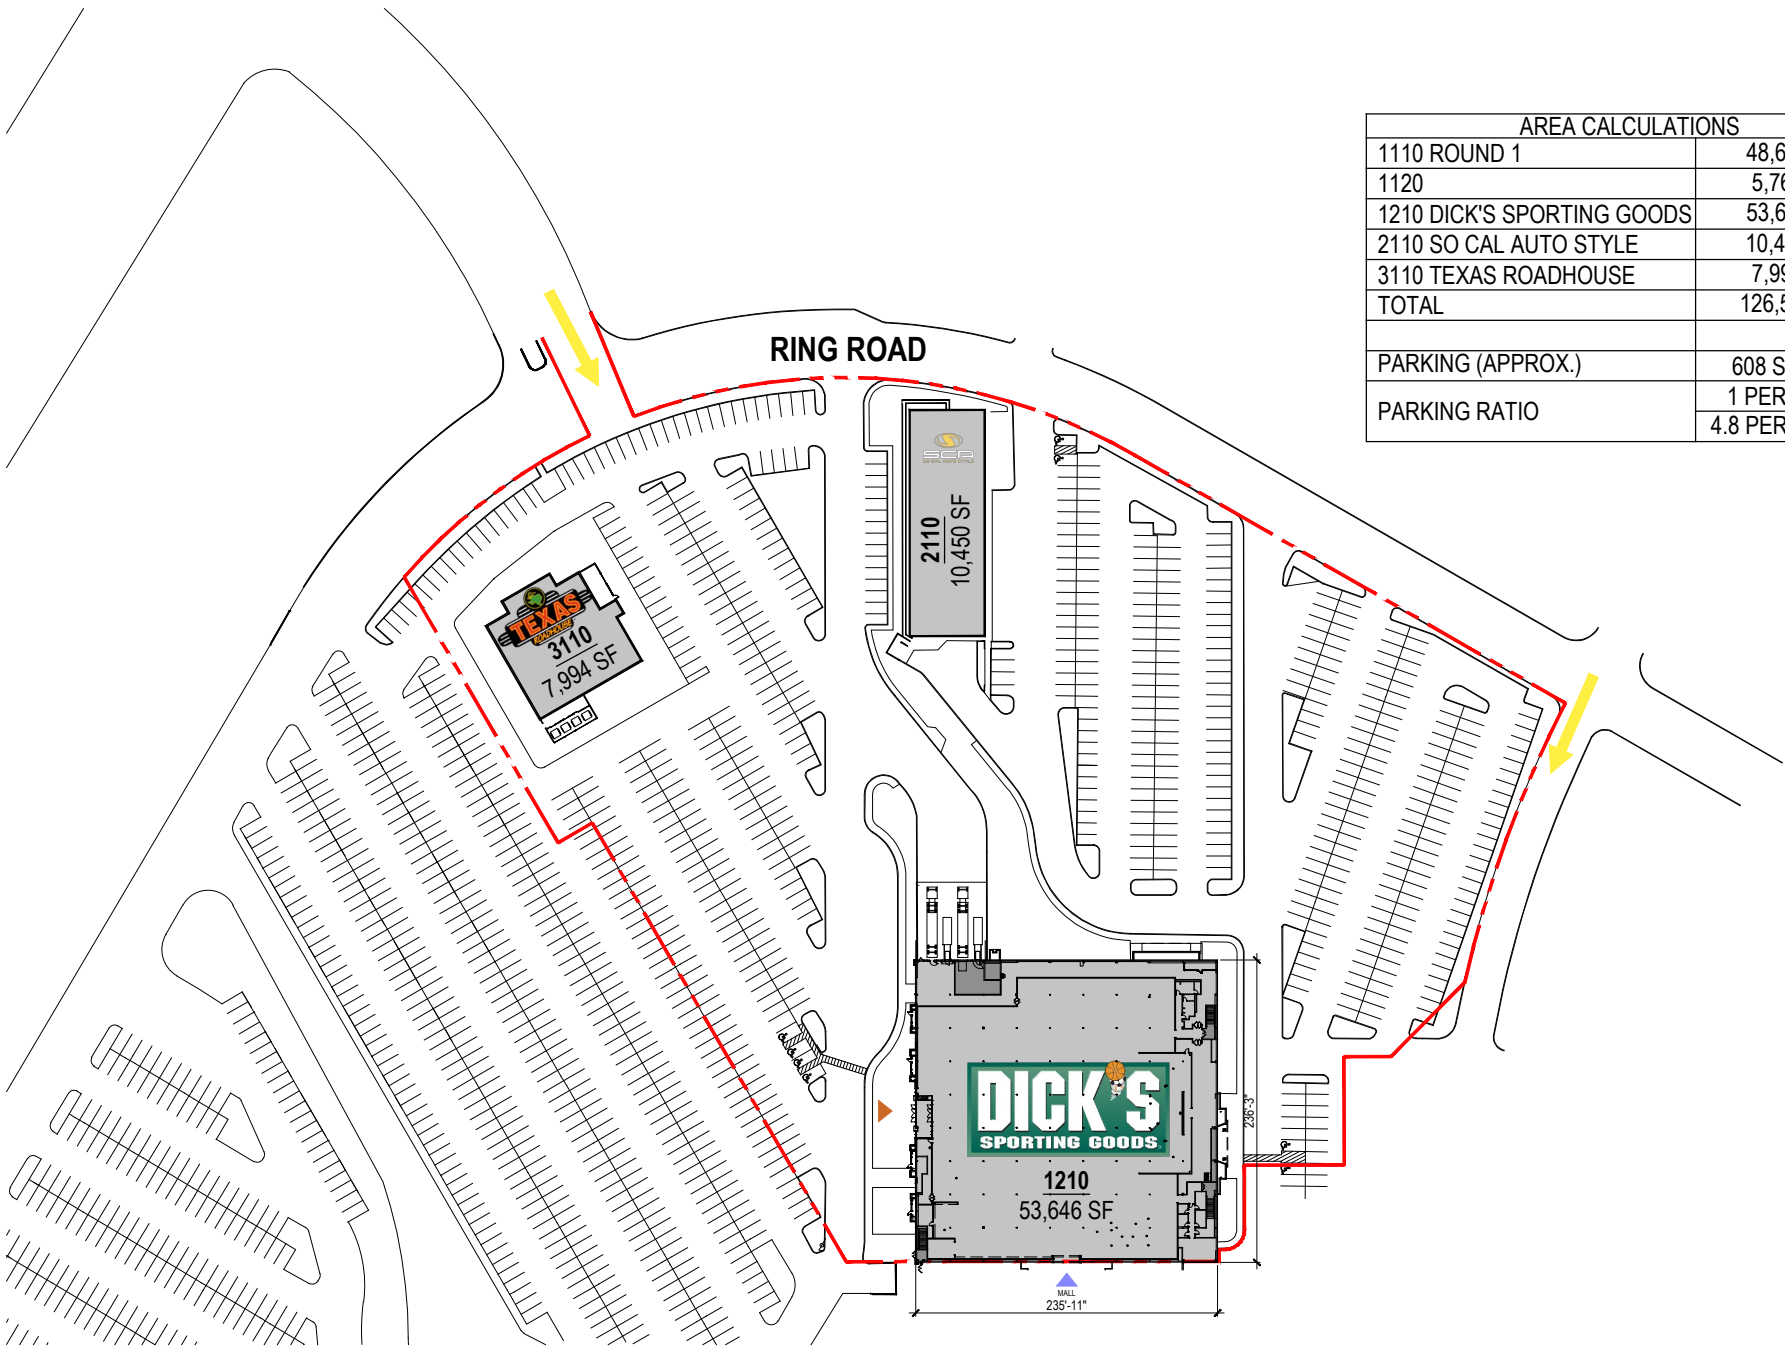 AREA CALCULATIONS
1110 ROUND 1 48,6
1120 5,76
1210 DICK'S SPORTING GOODS 53,6
2110 SO CAL AUTO STYLE 10,4
3110 TEXAS ROADHOUSE 7,99
TOTAL 126,5
PARKING (APPROX.) 608 S
PARKING RATIO 1 PER
4.8 PER
RING ROAD
SCA
2110
10,450 SF
TEXAS
ROADHOUSE
3110
7,994 SF
DICK'S
SPORTING GOODS
1210
53,646 SF
236'-3"
MALL
235'-11"